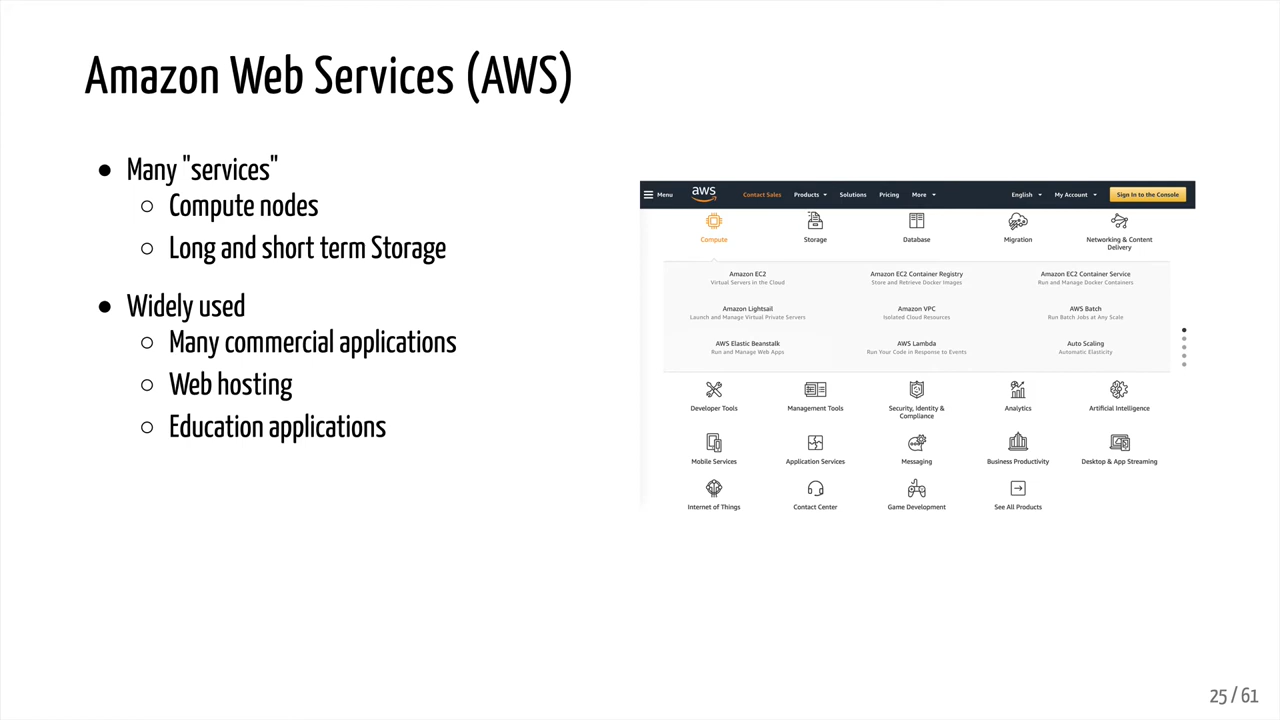 Amazon Web Services (AWS)
Many "services"
Compute nodes
Long and short term Storage
Widely used
Many commercial applications
Web hosting
Education applications
Menu aws Contact Sales Products Solutions Pricing More English My Account Sign In to the Console
Compute Storage Database Migration Networking & Content
Delivery
Amazon EC2 Amazon EC2 Container Registry Amazon EC2 Container Service
Virtual Servers in the Cloud Store and Retrieve Docker Images Run and Manage Docker Containers
Amazon Lightsail Amazon VPC AWS Batch
Launch and Manage Virtual Private Servers Isolated Cloud Resources Run Batch Jobs at Any Scale
AWS Elastic Beanstalk AWS Lambda Auto Scaling
Run and Manage Web Apps Run Your Code in Response to Events Automatic Elasticity
Developer Tools Management Tools Security, Identity & Analytics Artificial Intelligence
Compliance
Mobile Services Application Services Messaging Business Productivity Desktop & App Streaming
Internet of Things Contact Center Game Development See All Products
25 / 61